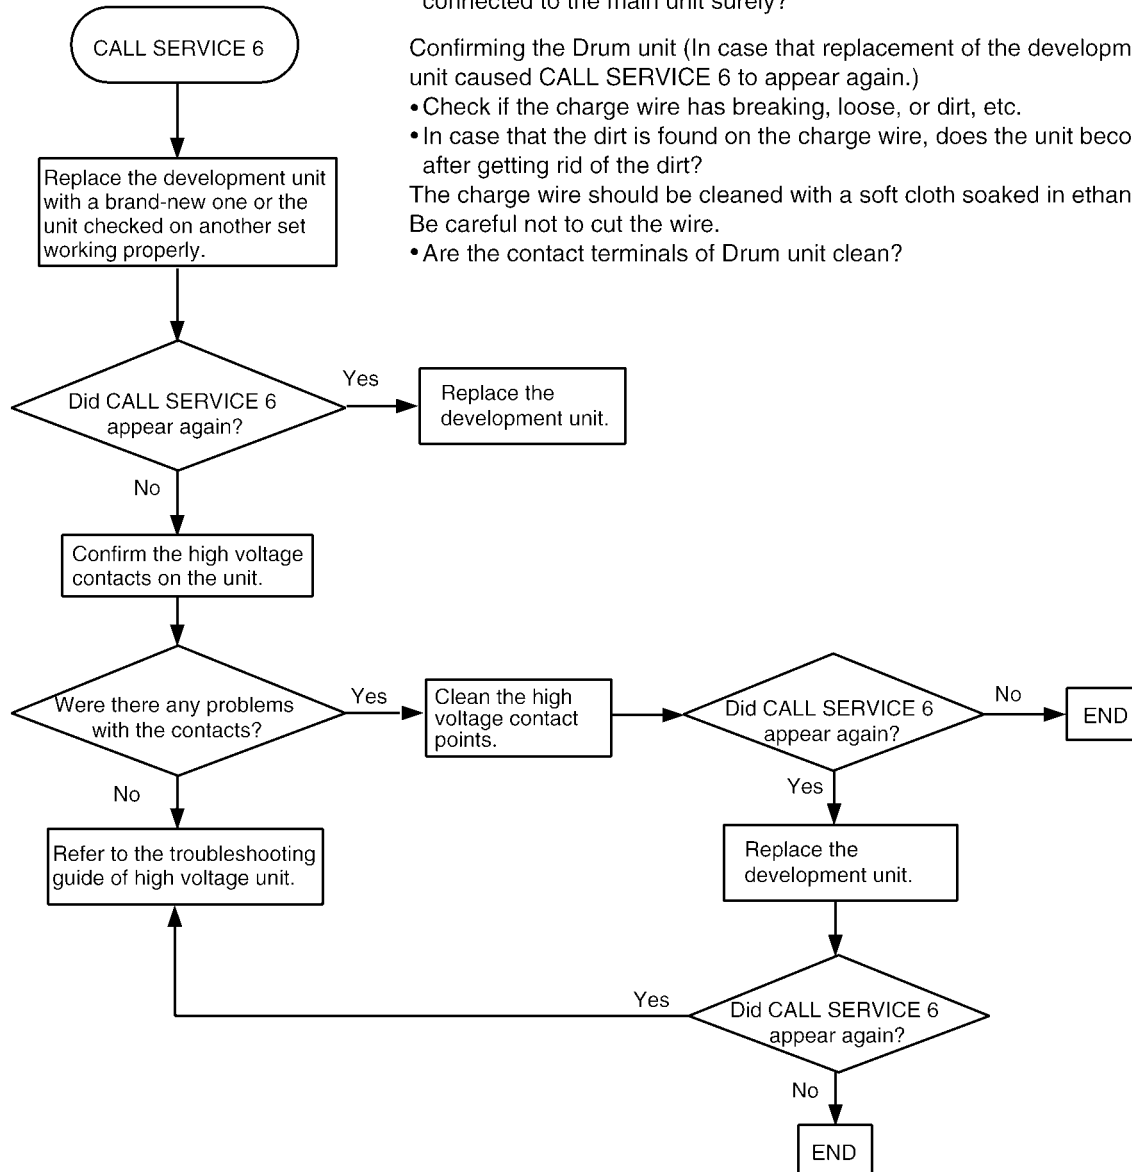 connected to the main unit surely?
Confirming the Drum unit (In case that replacement of the developm
unit caused CALL SERVICE 6 to appear again.)
•Check if the charge wire has breaking, loose, or dirt, etc.
•In case that the dirt is found on the charge wire, does the unit beco
after getting rid of the dirt?
The charge wire should be cleaned with a soft cloth soaked in ethan
Be careful not to cut the wire.
•Are the contact terminals of Drum unit clean?
CALL SERVICE 6
Replace the development unit
with a brand-new one or the
unit checked on another set
working properly.
Did CALL SERVICE 6
appear again?
Yes
Replace the
development unit.
No
Confirm the high voltage
contacts on the unit.
Were there any problems
with the contacts?
Yes
Clean the high
voltage contact
points.
Did CALL SERVICE 6
appear again?
No
END
No
Refer to the troubleshooting
guide of high voltage unit.
Yes
Replace the
development unit.
Did CALL SERVICE 6
appear again?
Yes
No
END